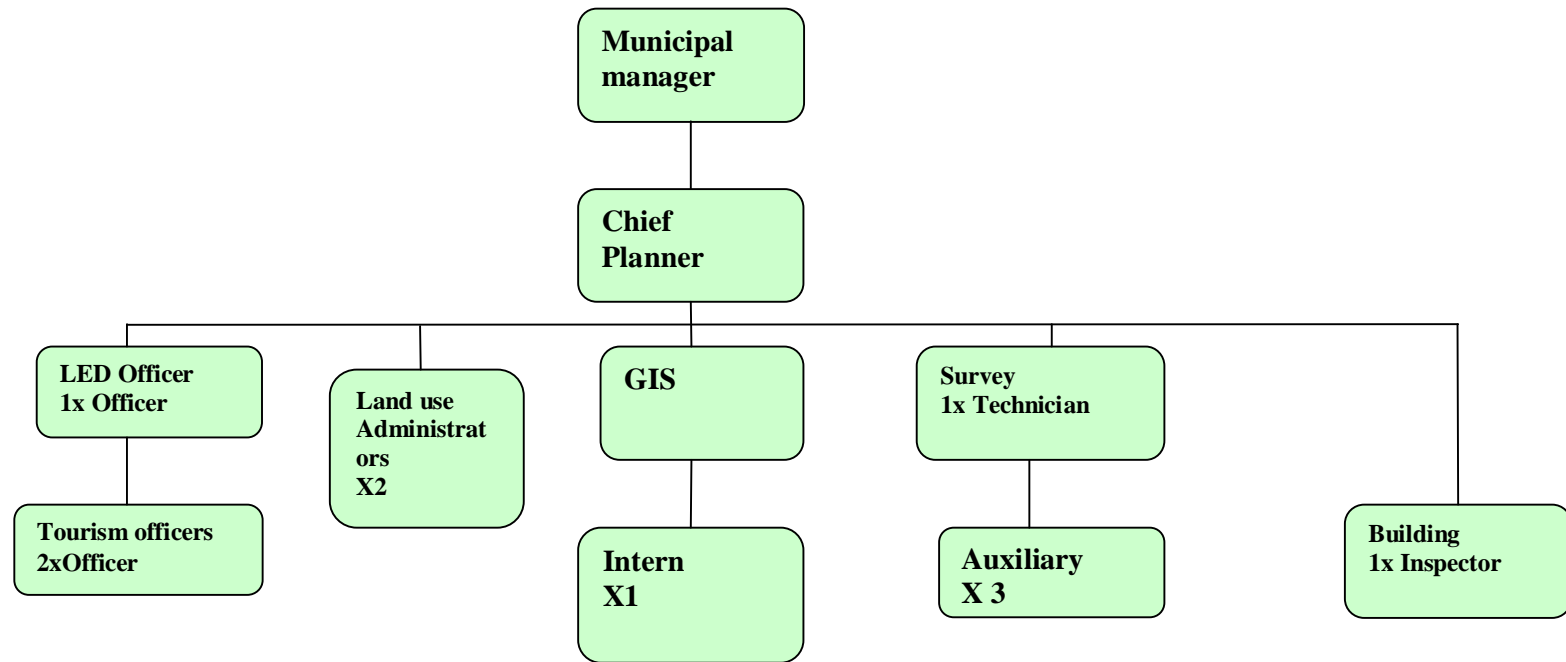 Municipal
manager
Chief
Planner
LED Officer
1x Officer
Land use
Administrat
ors
X2
GIS
Survey
1x Technician
Tourism officers
2xOfficer
Intern
X1
Auxiliary
X 3
Building
1x Inspector